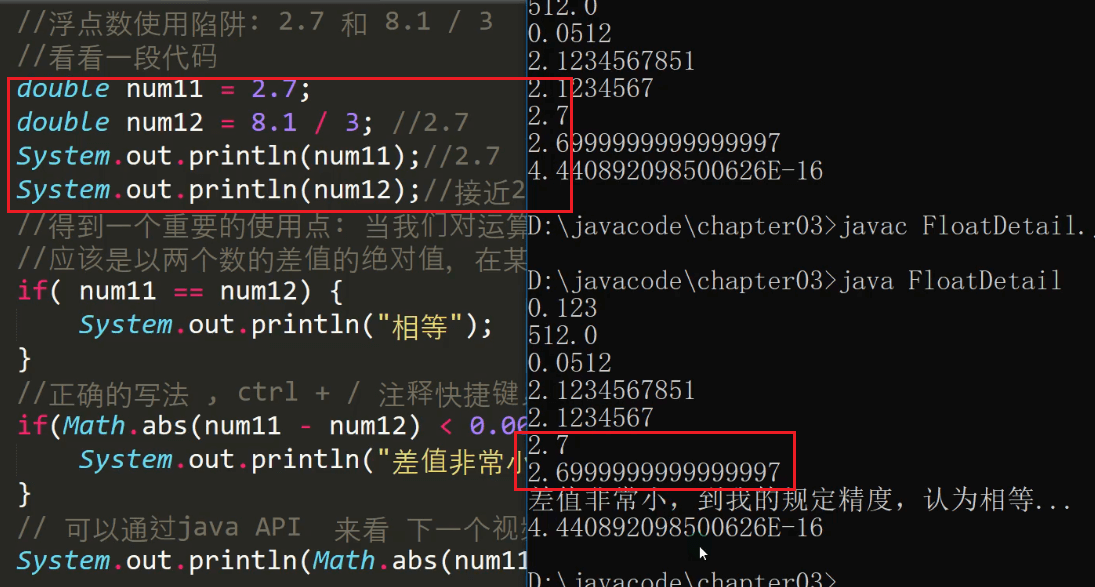 //浮点数使用陷阱: 2.7 和 8.1 / 3
//看看一段代码
double num11 = 2.7;
double num12 = 8.1 / 3; //2.7
System.out.println(num11);//2.7
System.out.println(num12);//接近2
//得到一个重要的使用点: 当我们对运算
//应该是以两个数的差值的绝对值, 在某
if( num11 == num12) {
System.out.println("相等");
}
//正确的写法 , ctrl + / 注释快捷键
if(Math.abs(num11 - num12) < 0.00
System.out.println("差值非常小
}
// 可以通过java API 来看 下一个视频
System.out.println(Math.abs(num11
512.0
0.0512
2.1234567851
2.1234567
2.7
2.6999999999999997
4.440892098500626E-16
D:\javacode\chapter03>javac FloatDetail.
D:\javacode\chapter03>java FloatDetail
0.123
512.0
0.0512
2.1234567851
2.1234567
2.7
2.6999999999999997
差值非常小，到我的规定精度，认为相等...
4.440892098500626E-16
D:\javacode\chapter03>